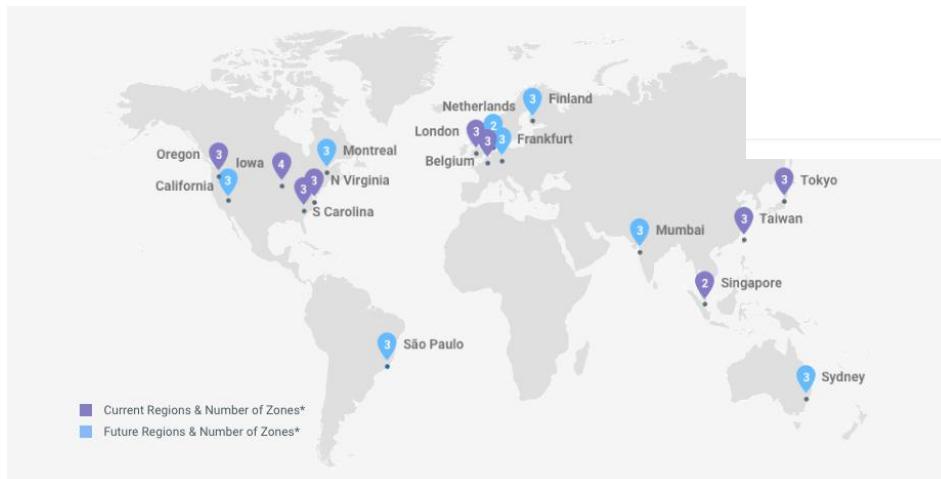 3 Finland
Netherlands
2
London 3
3 3 Frankfurt
Belgium
3 Montreal
Oregon 3
Iowa 4
California 3
3 N Virginia
3
S Carolina
3 Tokyo
3 Taiwan
3 Mumbai
2 Singapore
3 São Paulo
3 Sydney
Current Regions & Number of Zones*
Future Regions & Number of Zones*